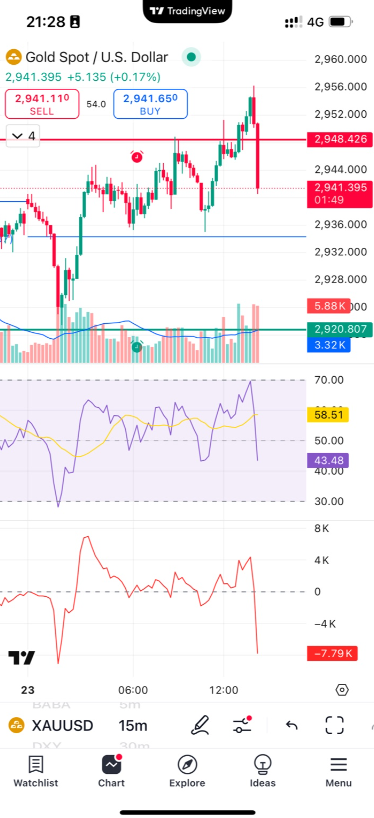 21:28
TradingView
4G
Gold Spot / U.S. Dollar
2,941.395 +5.135 (+0.17%)
2,941.110
SELL
54.0
2,941.650
BUY
4
2,960.000
2,956.000
2,952.000
2,948.426
2,944.000
2,941.395
01:49
2,936.000
2,932.000
2,928.000
5.88K
2,920.807
3.32K
70.00
58.51
50.00
43.48
40.00
30.00
8K
4K
0
−4K
−7.79K
23
06:00
12:00
BABA
5m
XAUUSD
15m
DXY
30m
Watchlist
Chart
Explore
Ideas
Menu